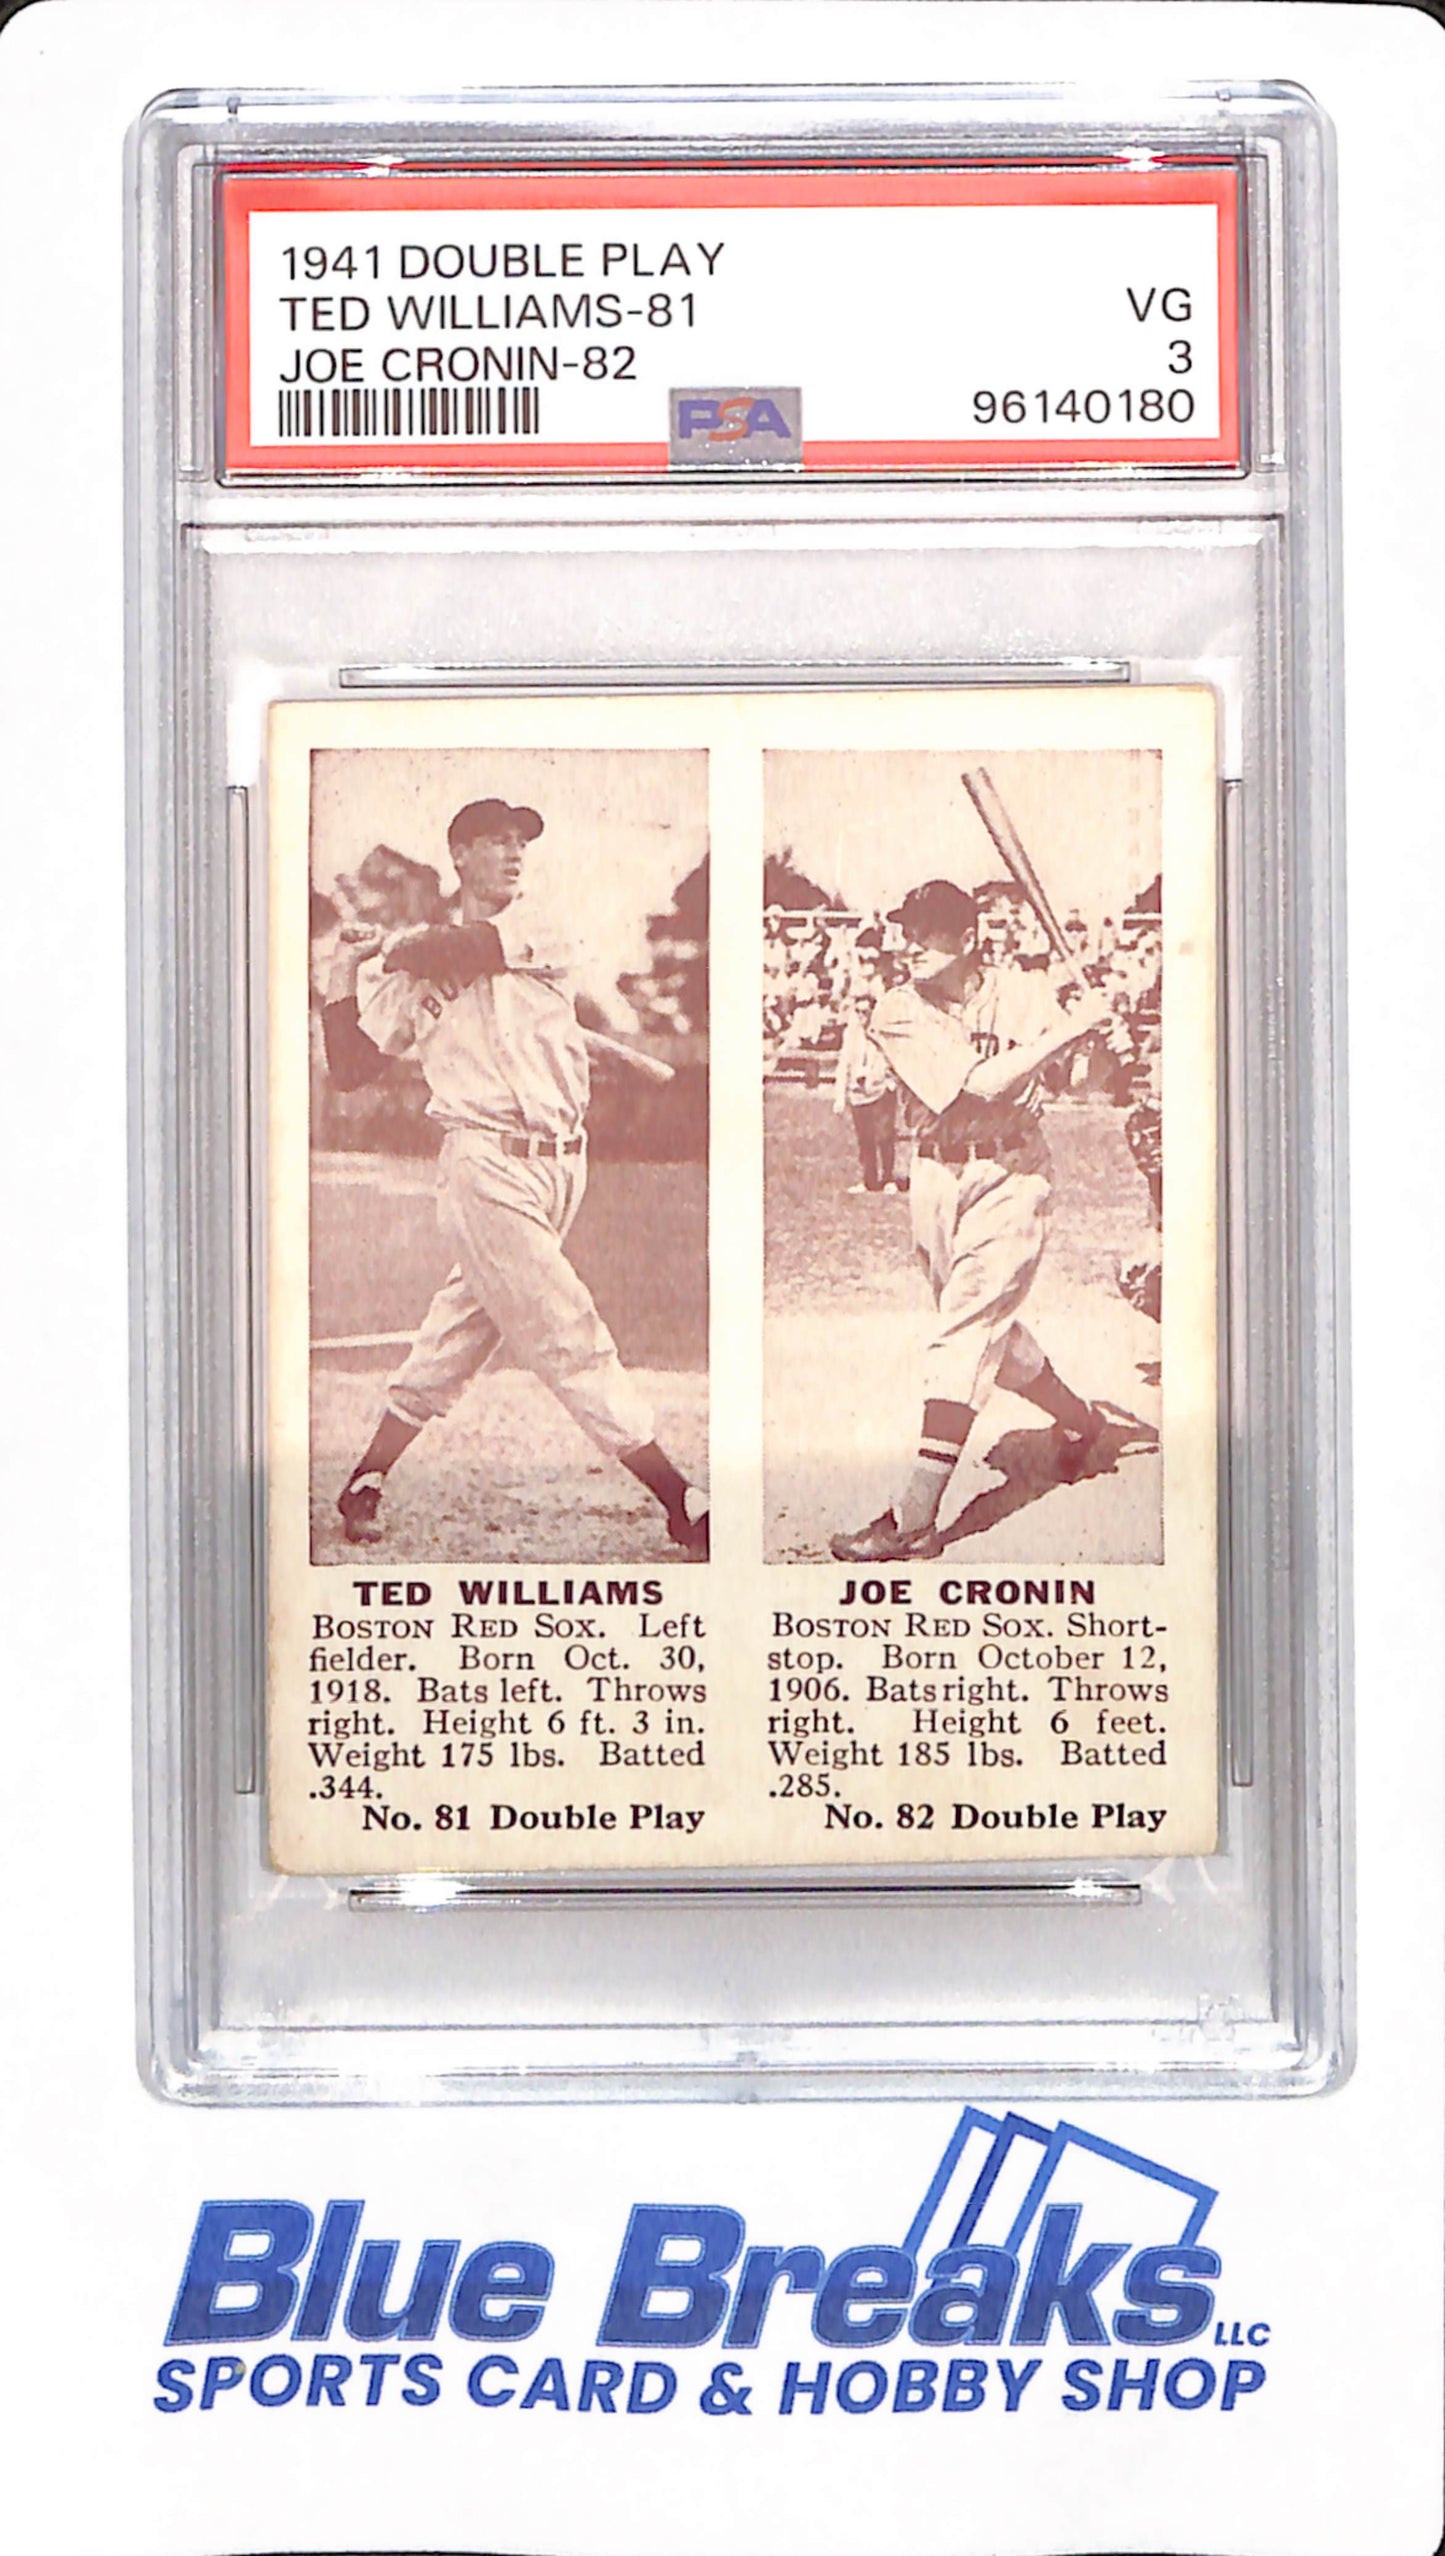 1941 DOUBLE PLAY
TED WILLIAMS-81
VG
JOE CRONIN-82
3
PSA
96140180
BO
TED WILLIAMS
BOSTON RED SOX. Left
fielder. Born Oct. 30,
1918. Bats left. Throws
right. Height 6 ft. 3 in.
Weight 175 lbs. Batted
.344.
No. 81 Double Play
JOE CRONIN
BOSTON RED SOX. Short-
stop. Born October 12,
1906. Bats right. Throws
right. Height 6 feet.
Weight 185 lbs. Batted
.285.
No. 82 Double Play
Blue Breaks LLC
SPORTS CARD & HOBBY SHOP